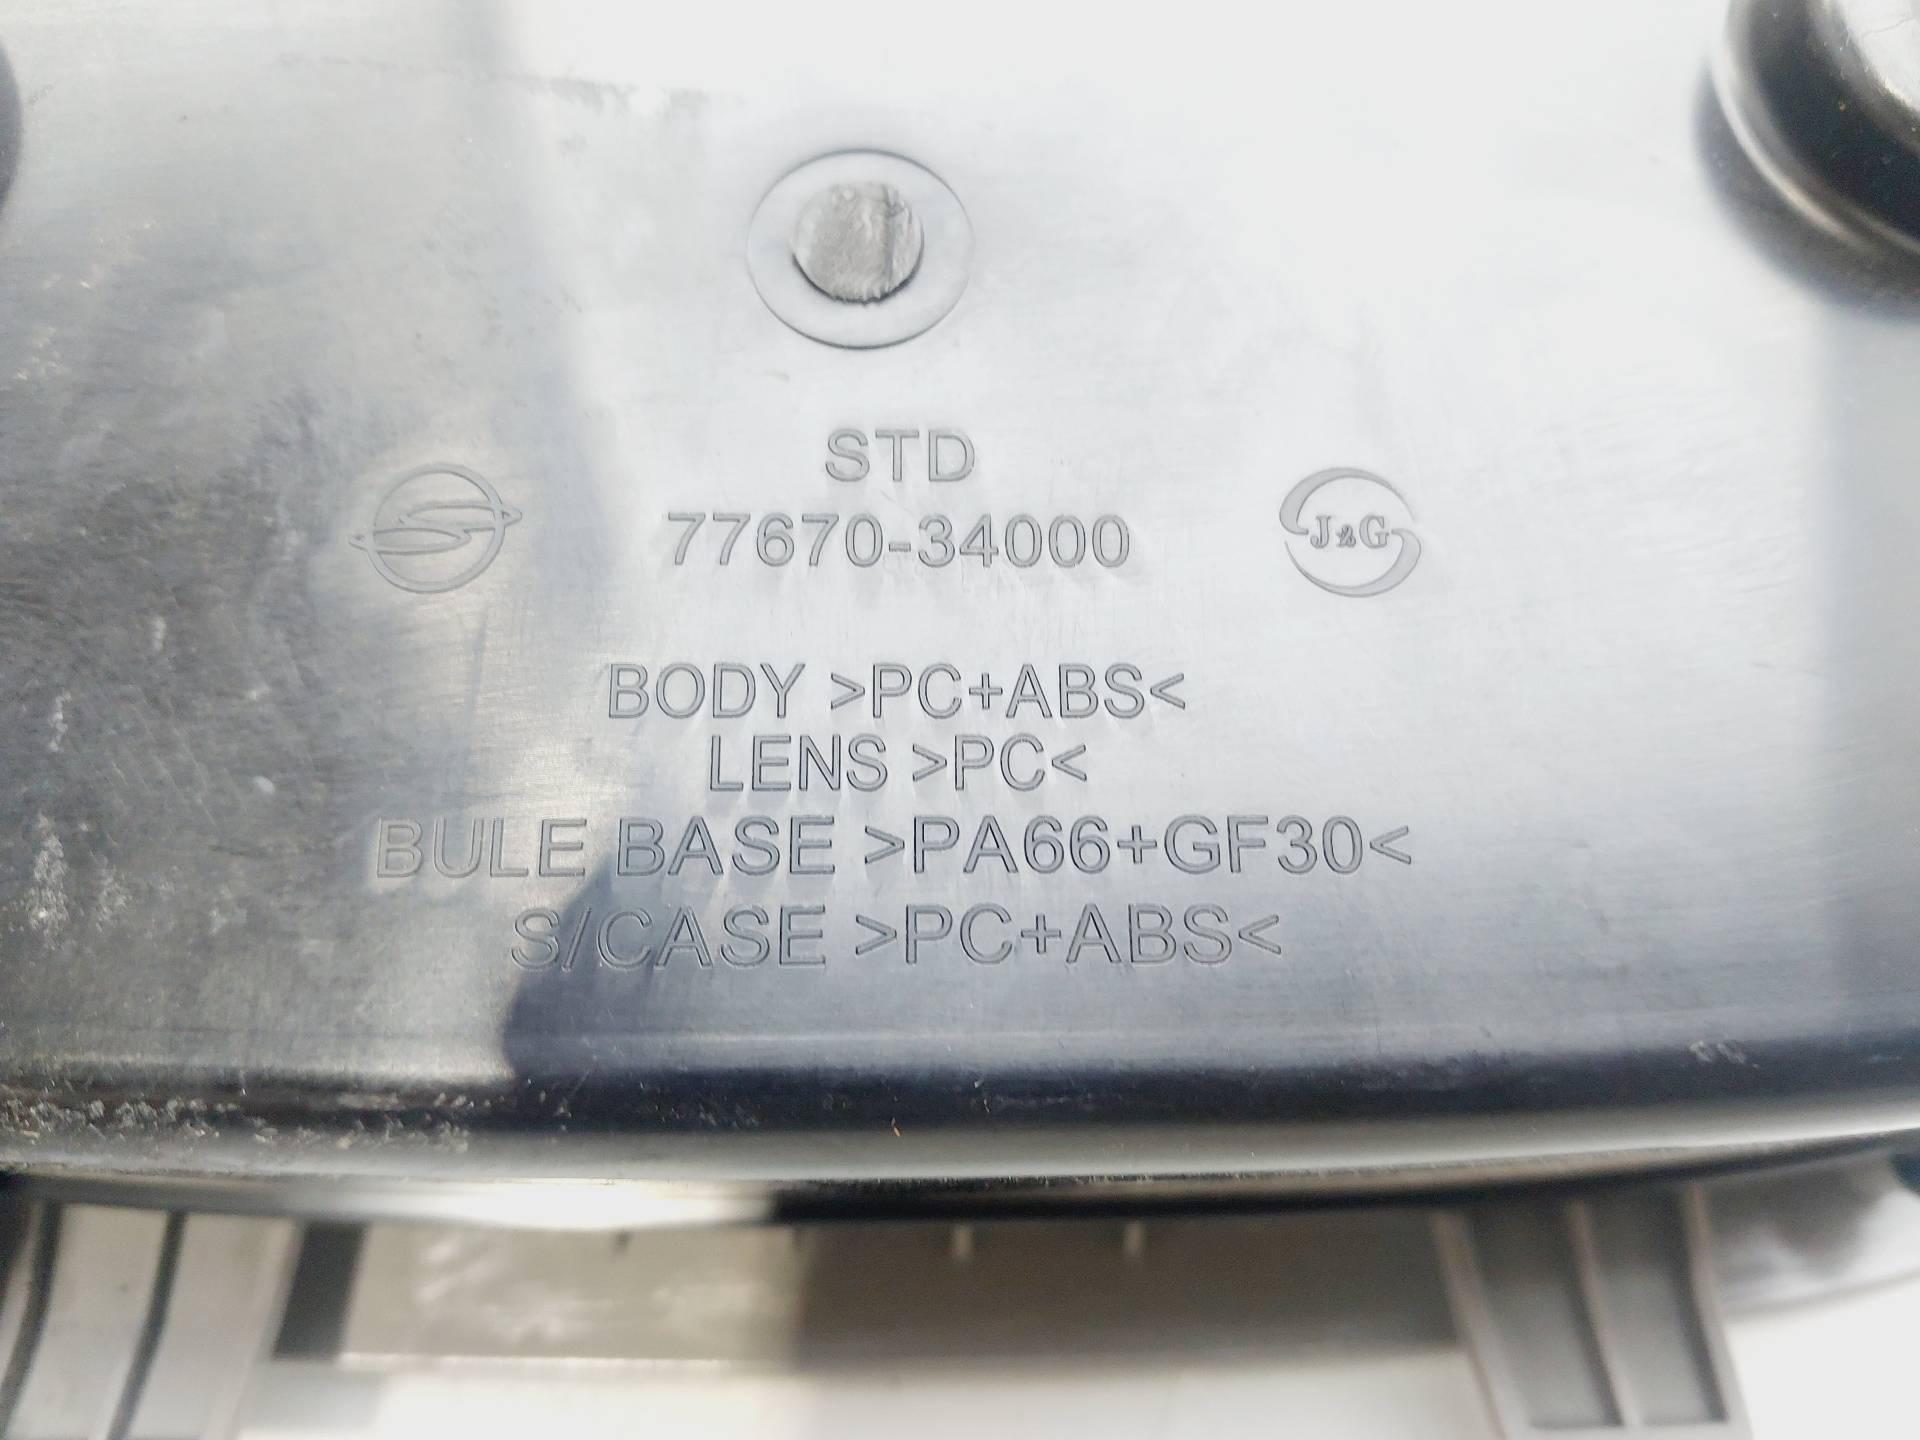 STD
77670-34000
J&G
BODY >PC+ABS<
LENS >PC<
BULE BASE >PA66+GF30<
S/CASE >PC+ABS<